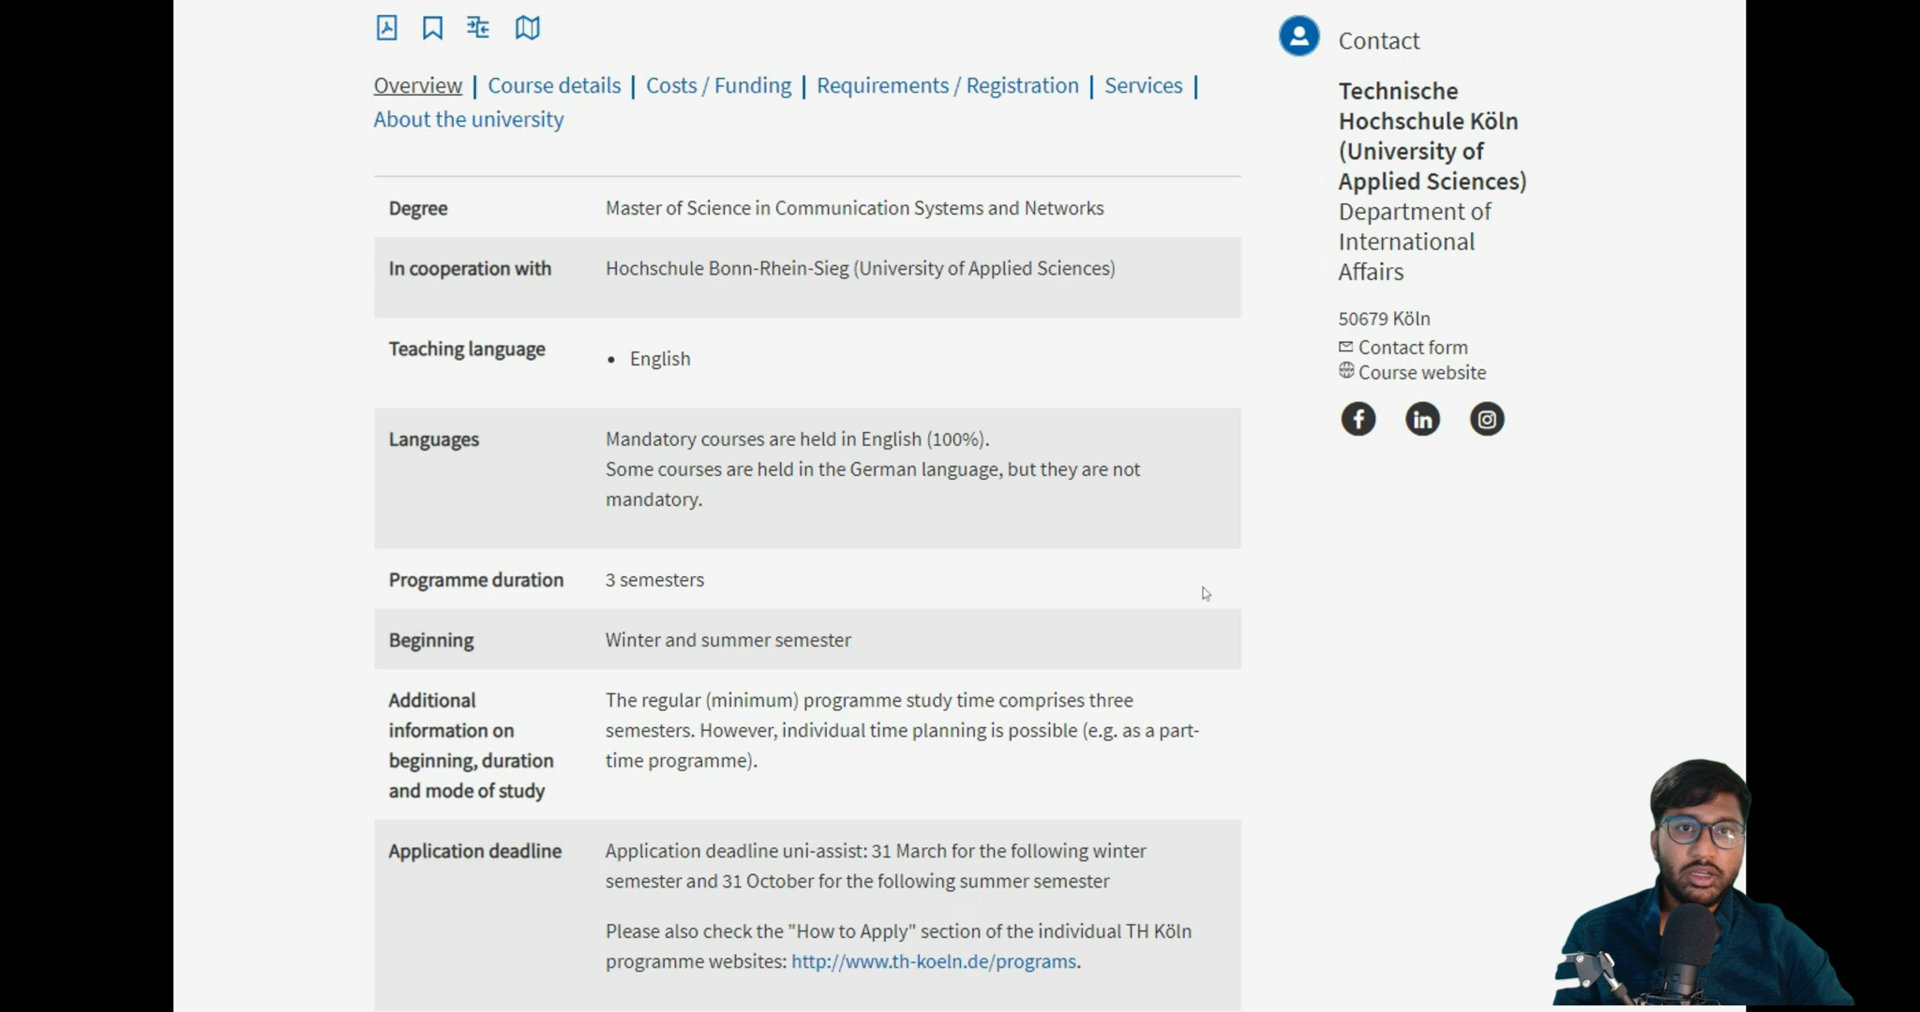 Overview | Course details | Costs / Funding | Requirements / Registration | Services |
About the university
Degree
Master of Science in Communication Systems and Networks
In cooperation with
Hochschule Bonn-Rhein-Sieg (University of Applied Sciences)
Teaching language
• English
Languages
Mandatory courses are held in English (100%).
Some courses are held in the German language, but they are not
mandatory.
Programme duration
3 semesters
Beginning
Winter and summer semester
Additional
information on
beginning, duration
and mode of study
The regular (minimum) programme study time comprises three
semesters. However, individual time planning is possible (e.g. as a part-
time programme).
Application deadline
Application deadline uni-assist: 31 March for the following winter
semester and 31 October for the following summer semester
Please also check the "How to Apply" section of the individual TH Köln
programme websites: http://www.th-koeln.de/programs.
Contact
Technische
Hochschule Köln
(University of
Applied Sciences)
Department of
International
Affairs
50679 Köln
Contact form
Course website